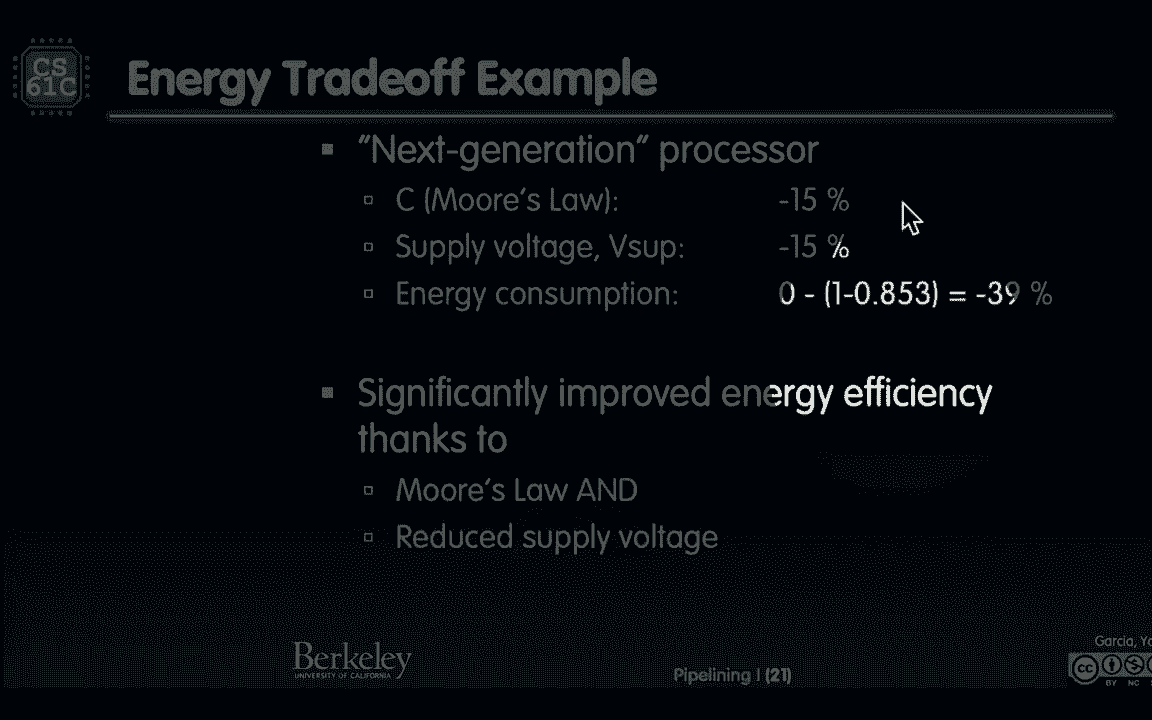 CS
61C
Energy Tradeoff Example
"Next-generation" processor
C (Moore's Law): -15 %
Supply voltage, Vsup: -15 %
Energy consumption: 0 - (1-0.853) = -39 %
Significantly improved energy efficiency
thanks to
Moore's Law AND
Reduced supply voltage
Berkeley
UNIVERSITY OF CALIFORNIA
Pipelining I (21)
Garcia,
cc
BY NC